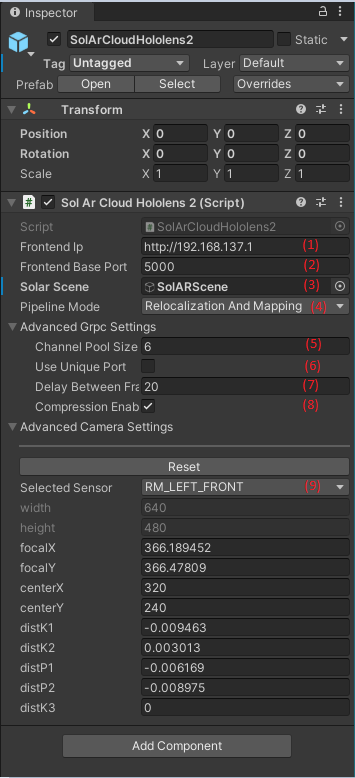 Inspector
SolArCloudHololens2 Static
Tag Untagged Layer Default
Prefab Open Select Overrides
Transform
Position X 0 Y 0 Z 0
Rotation X 0 Y 0 Z 0
Scale X 1 Y 1 Z 1
Sol Ar Cloud Hololens 2 (Script)
Script SolArCloudHololens2
Frontend Ip http://192.168.137.1 (1)
Frontend Base Port 5000 (2)
Solar Scene SolARScene (3)
Pipeline Mode Relocalization And Mapping (4)
Advanced Grpc Settings
Channel Pool Size 6 (5)
Use Unique Port (6)
Delay Between Fra 20 (7)
Compression Enab (8)
Advanced Camera Settings
Reset
Selected Sensor RM_LEFT_FRONT (9)
width 640
height 480
focalX 366.189452
focalY 366.47809
centerX 320
centerY 240
distK1 -0.009463
distK2 0.003013
distP1 -0.006169
distP2 -0.008975
distK3 0
Add Component